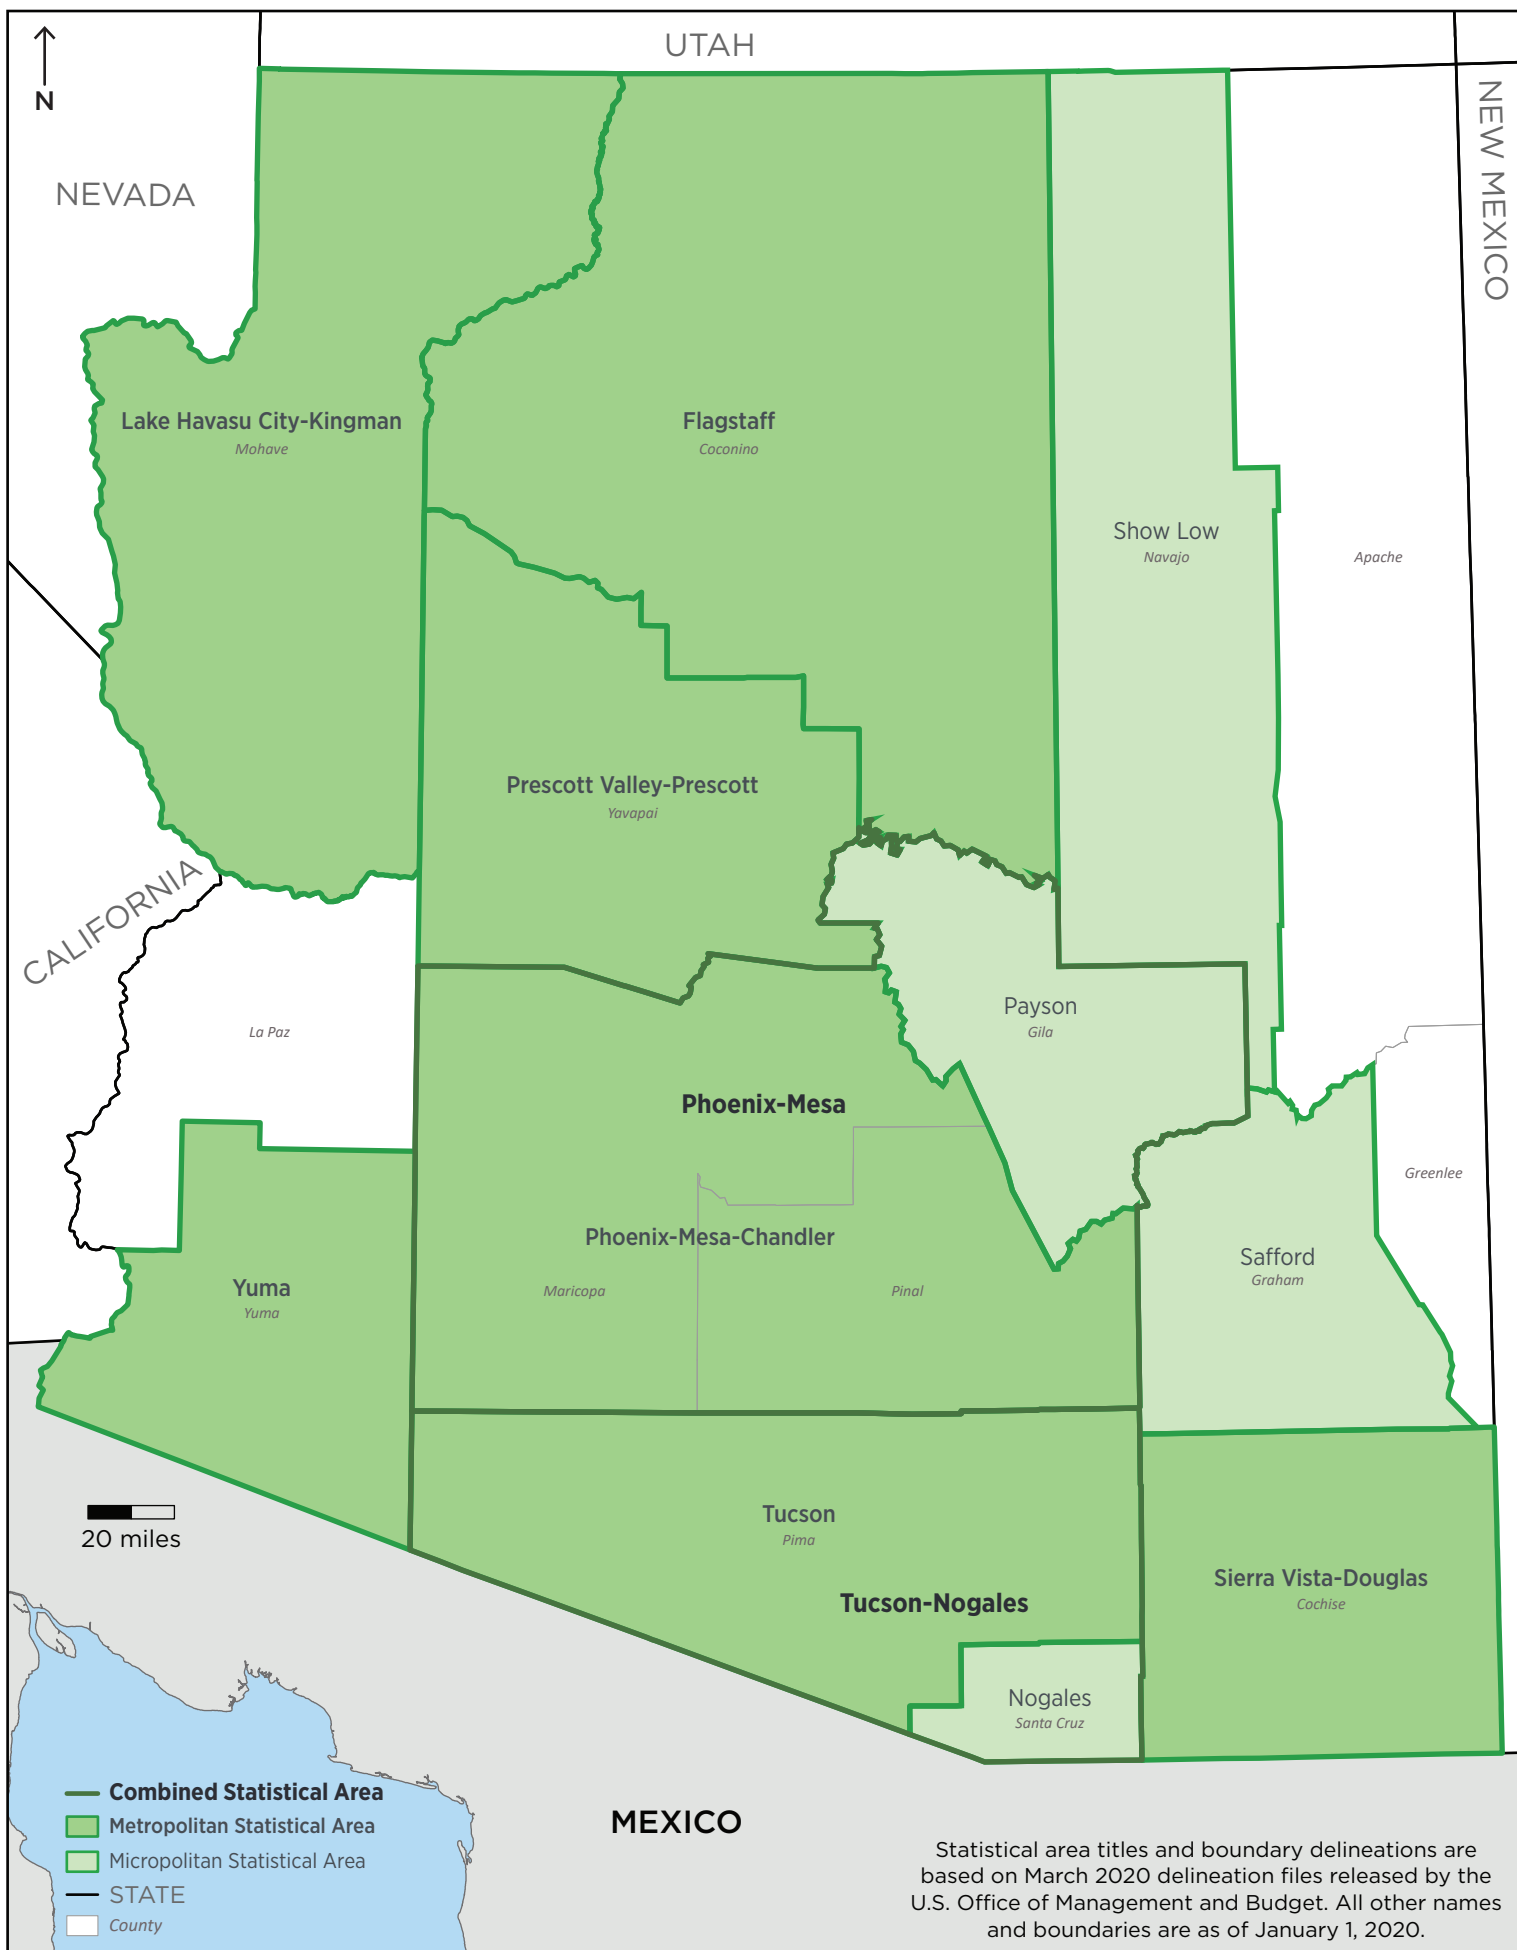 UTAH
N
NEVADA
NEW MEXICO
Lake Havasu City-Kingman
Mohave
Flagstaff
Coconino
Show Low
Navajo
Apache
Prescott Valley-Prescott
Yavapai
CALIFORNIA
La Paz
Payson
Gila
Phoenix-Mesa
Greenlee
Phoenix-Mesa-Chandler
Maricopa
Pinal
Safford
Graham
Yuma
Yuma
20 miles
Tucson
Pima
Tucson-Nogales
Sierra Vista-Douglas
Cochise
Nogales
Santa Cruz
Combined Statistical Area
Metropolitan Statistical Area
Micropolitan Statistical Area
STATE
County
MEXICO
Statistical area titles and boundary delineations are
based on March 2020 delineation files released by the
U.S. Office of Management and Budget. All other names
and boundaries are as of January 1, 2020.